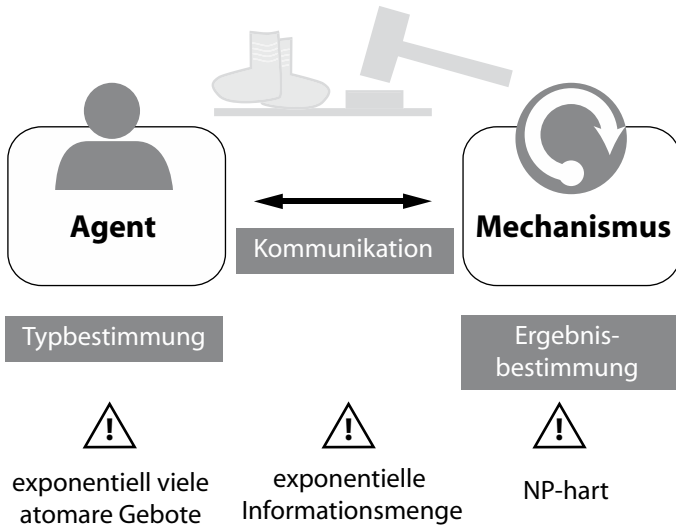 Agent
Mechanismus
Kommunikation
Typbestimmung
Ergebnis-
bestimmung
!
!
!
exponentiell viele
atomare Gebote
exponentielle
Informationsmenge
NP-hart